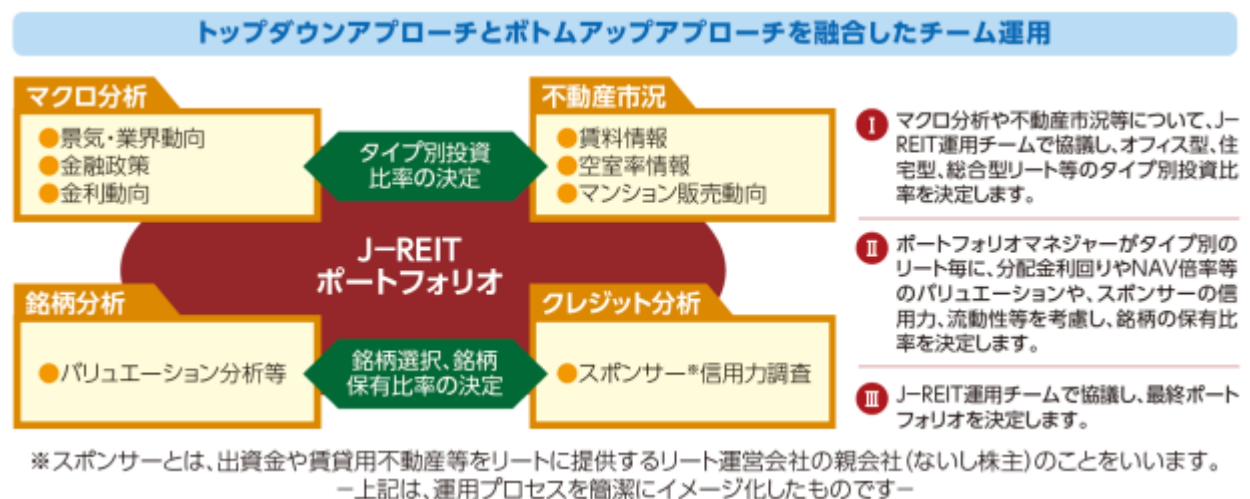 トップダウンアプローチとボトムアップアプローチを融合したチーム運用
マクロ分析
●景気・業界動向
●金融政策
●金利動向
タイプ別投資
比率の決定
不動産市況
●賃料情報
●空室率情報
●マンション販売動向
J−REIT
ポートフォリオ
銘柄分析
●バリュエーション分析等
銘柄選択、銘柄
保有比率の決定
クレジット分析
●スポンサー※信用力調査
Ⅰ マクロ分析や不動産市況等について、J−
REIT運用チームで協議し、オフィス型、住
宅型、総合型リート等のタイプ別投資比
率を決定します。
Ⅱ ポートフォリオマネジャーがタイプ別の
リート毎に、分配金利回りやNAV倍率等
のバリュエーションや、スポンサーの信
用力、流動性等を考慮し、銘柄の保有比
率を決定します。
Ⅲ J−REIT運用チームで協議し、最終ポート
フォリオを決定します。
※スポンサーとは、出資金や賃貸用不動産等をリートに提供するリート運営会社の親会社(ないし株主)のことをいいます。
−上記は、運用プロセスを簡潔にイメージ化したものです−